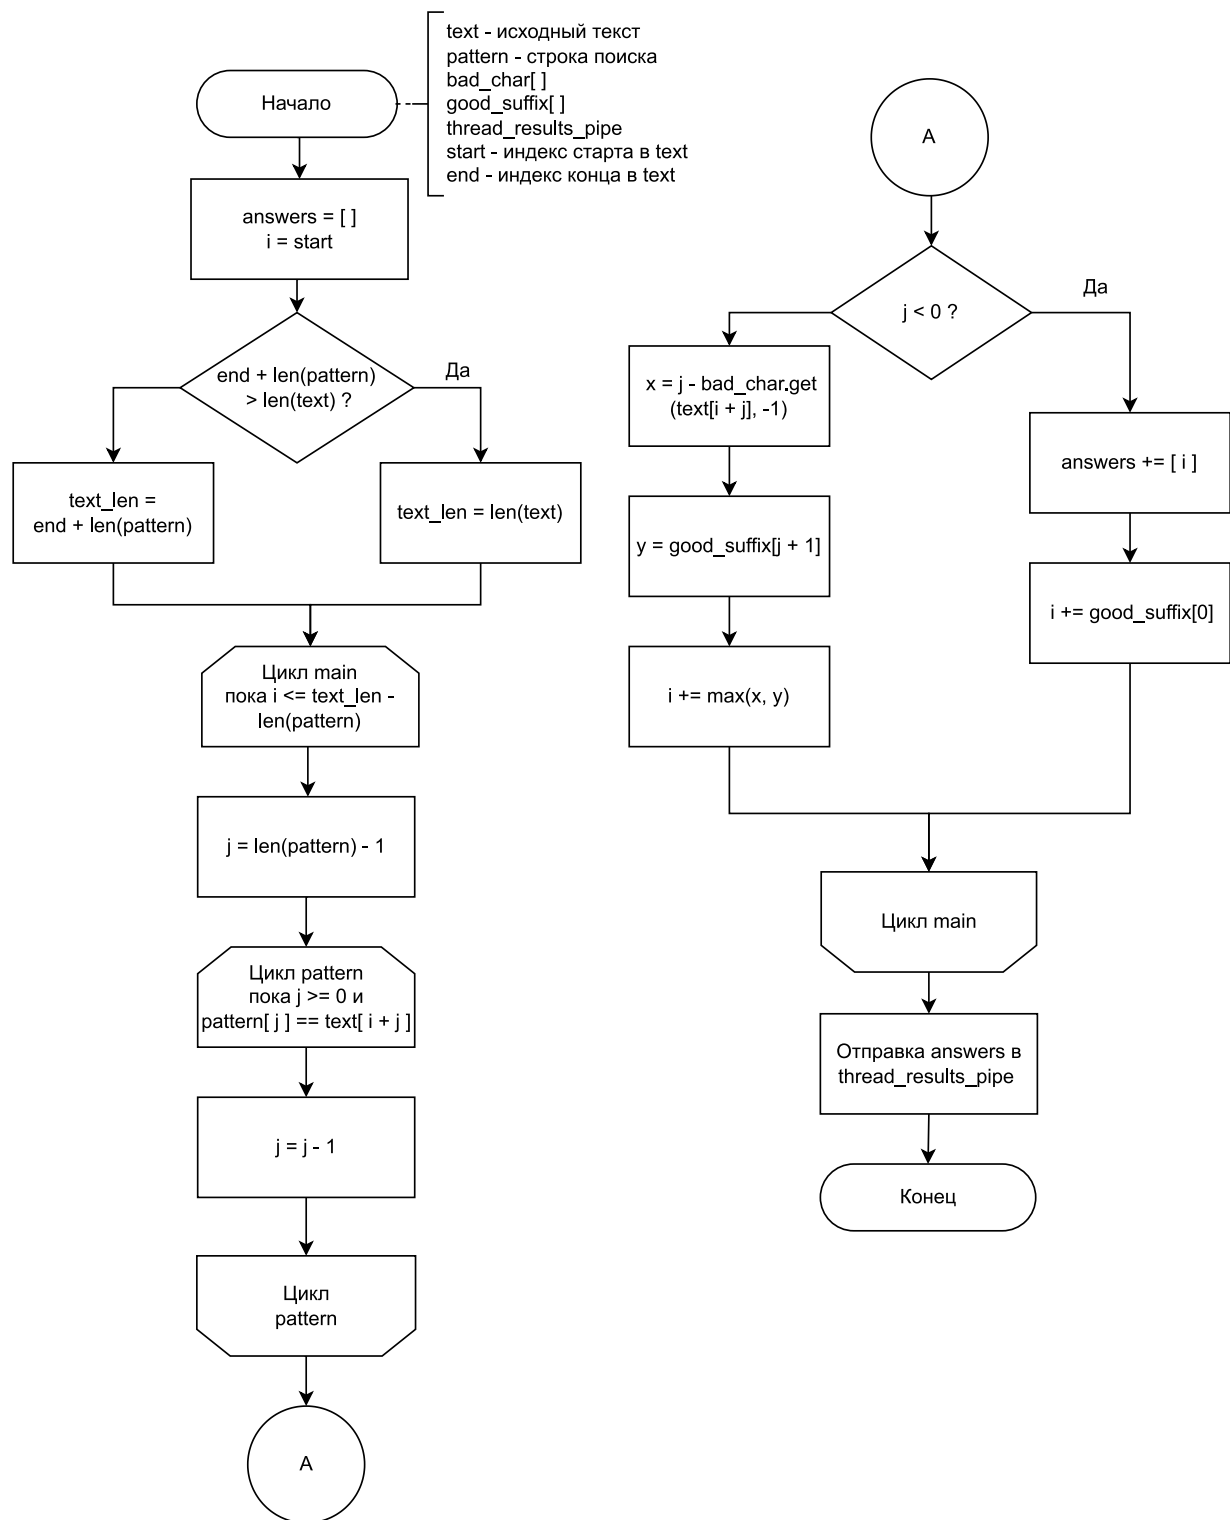 text - исходный текст
pattern - строка поиска
bad_char[ ]
good_suffix[ ]
thread_results_pipe
start - индекс старта в text
end - индекс конца в text
Начало
answers = [ ]
i = start
end + len(pattern)
> len(text) ?
Да
text_len =
end + len(pattern)
text_len = len(text)
Цикл main
пока i <= text_len -
len(pattern)
j = len(pattern) - 1
Цикл pattern
пока j >= 0 и
pattern[ j ] == text[ i + j ]
j = j - 1
Цикл
pattern
A
A
j < 0 ?
Да
x = j - bad_char.get
(text[i + j], -1)
y = good_suffix[j + 1]
i += max(x, y)
answers += [ i ]
i += good_suffix[0]
Цикл main
Отправка answers в
thread_results_pipe
Конец